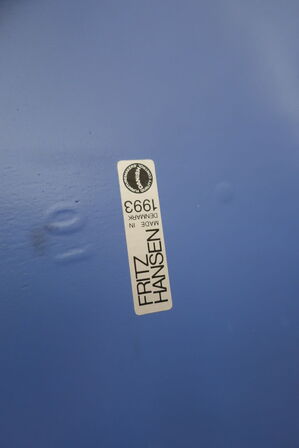 FRITZ
HANSEN
MADE IN
DENMARK
1993